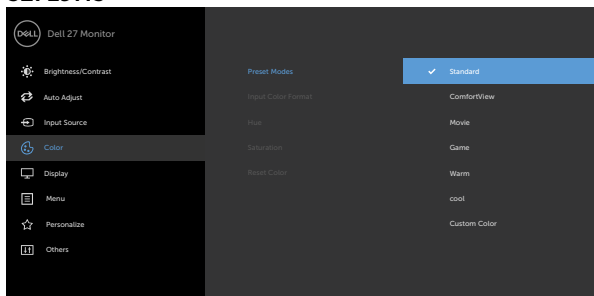 DELL
Dell 27 Monitor
Brightness/Contrast
Auto Adjust
Input Source
Color
Display
Menu
Personalize
Others
Preset Modes
Input Color Format
Hue
Saturation
Reset Color
Standard
ComfortView
Movie
Game
Warm
cool
Custom Color